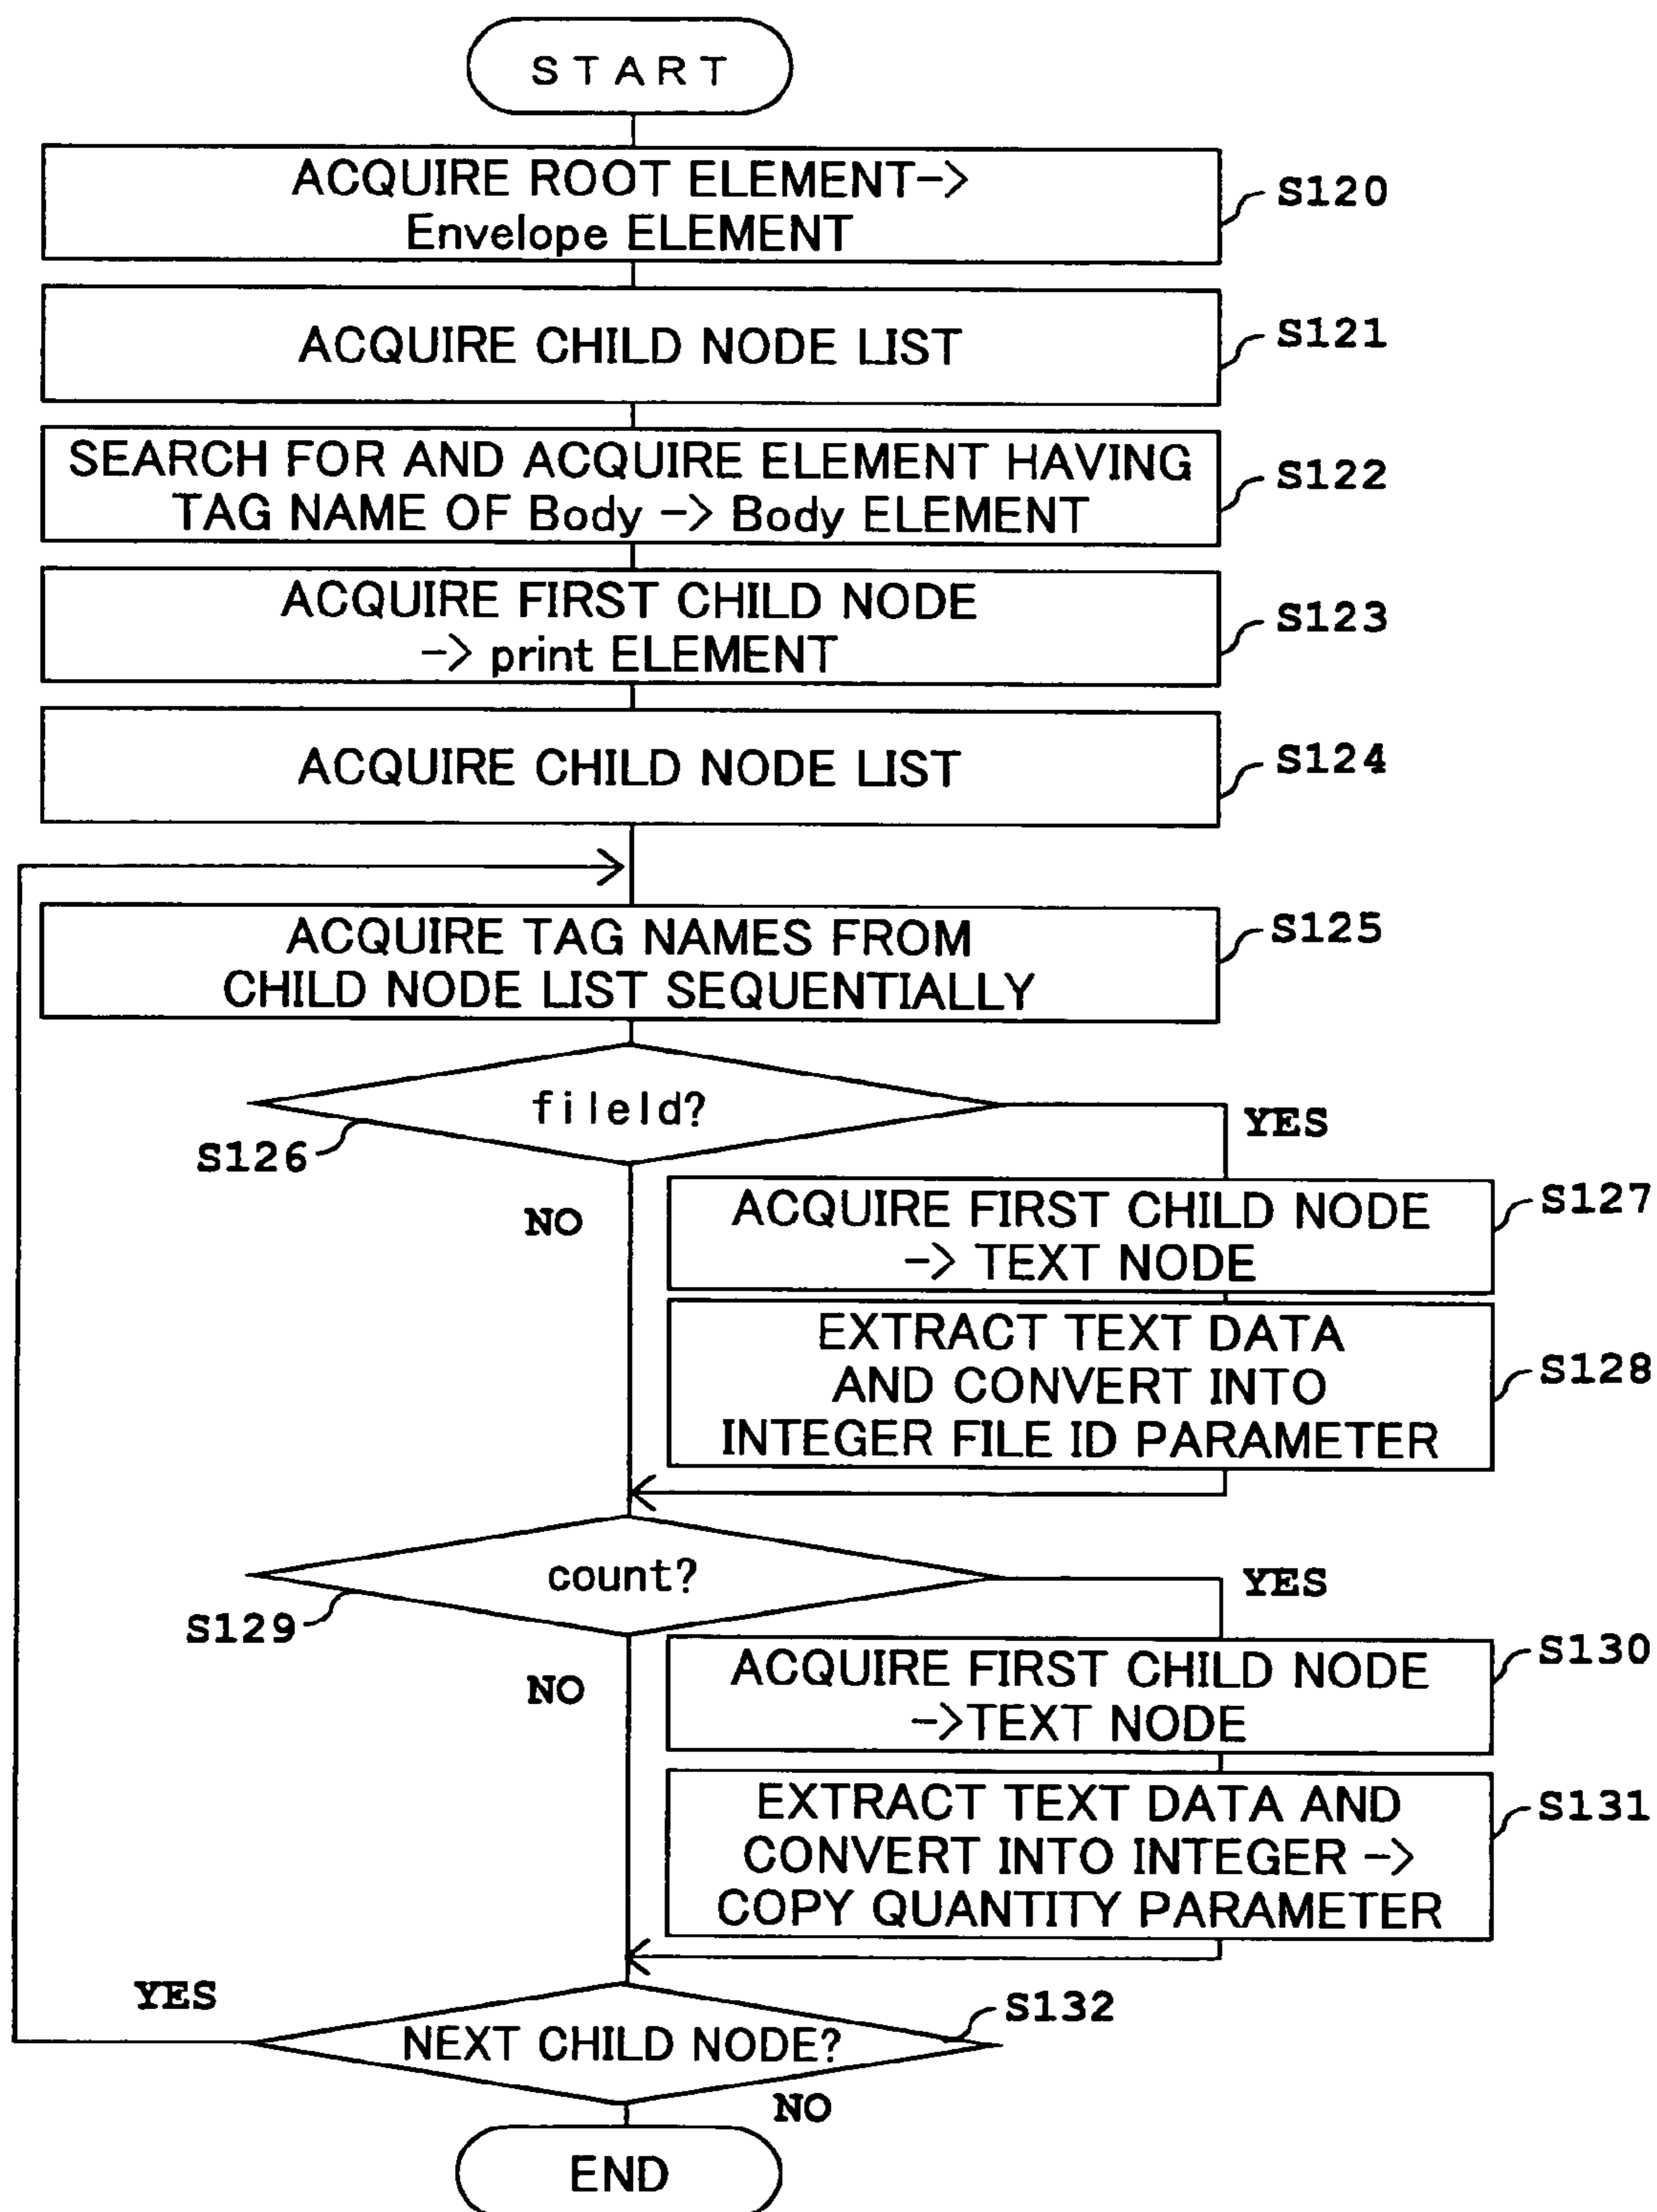 START
ACQUIRE ROOT ELEMENT->
Envelope ELEMENT
S120
ACQUIRE CHILD NODE LIST
S121
SEARCH FOR AND ACQUIRE ELEMENT HAVING
TAG NAME OF Body -> Body ELEMENT
S122
ACQUIRE FIRST CHILD NODE
-> print ELEMENT
S123
ACQUIRE CHILD NODE LIST
S124
ACQUIRE TAG NAMES FROM
CHILD NODE LIST SEQUENTIALLY
S125
fileId?
S126
YES
NO
ACQUIRE FIRST CHILD NODE
-> TEXT NODE
S127
EXTRACT TEXT DATA
AND CONVERT INTO
INTEGER FILE ID PARAMETER
S128
count?
S129
YES
NO
ACQUIRE FIRST CHILD NODE
->TEXT NODE
S130
EXTRACT TEXT DATA AND
CONVERT INTO INTEGER ->
COPY QUANTITY PARAMETER
S131
YES
NEXT CHILD NODE?
S132
NO
END